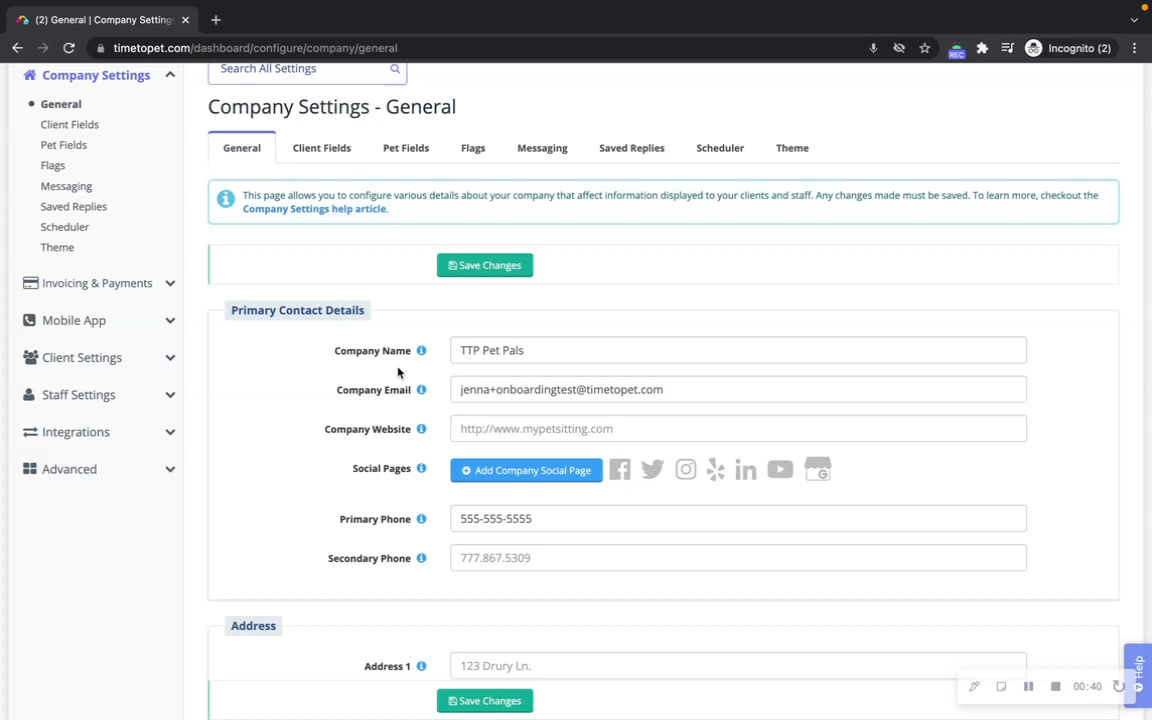 (2) General | Company Setting
timetopet.com/dashboard/configure/company/general
REC
Incognito (2)
Company Settings
General
Client Fields
Pet Fields
Flags
Messaging
Saved Replies
Scheduler
Theme
Invoicing & Payments
Mobile App
Client Settings
Staff Settings
Integrations
Advanced
Search All Settings
Company Settings - General
General Client Fields Pet Fields Flags Messaging Saved Replies Scheduler Theme
This page allows you to configure various details about your company that affect information displayed to your clients and staff. Any changes made must be saved. To learn more, checkout the
Company Settings help article.
Save Changes
Primary Contact Details
Company Name TTP Pet Pals
Company Email jenna+onboardingtest@timetopet.com
Company Website http://www.mypetsitting.com
Social Pages Add Company Social Page
Primary Phone 555-555-5555
Secondary Phone 777.867.5309
Address
Address 1 123 Drury Ln.
Save Changes
Help
00:40